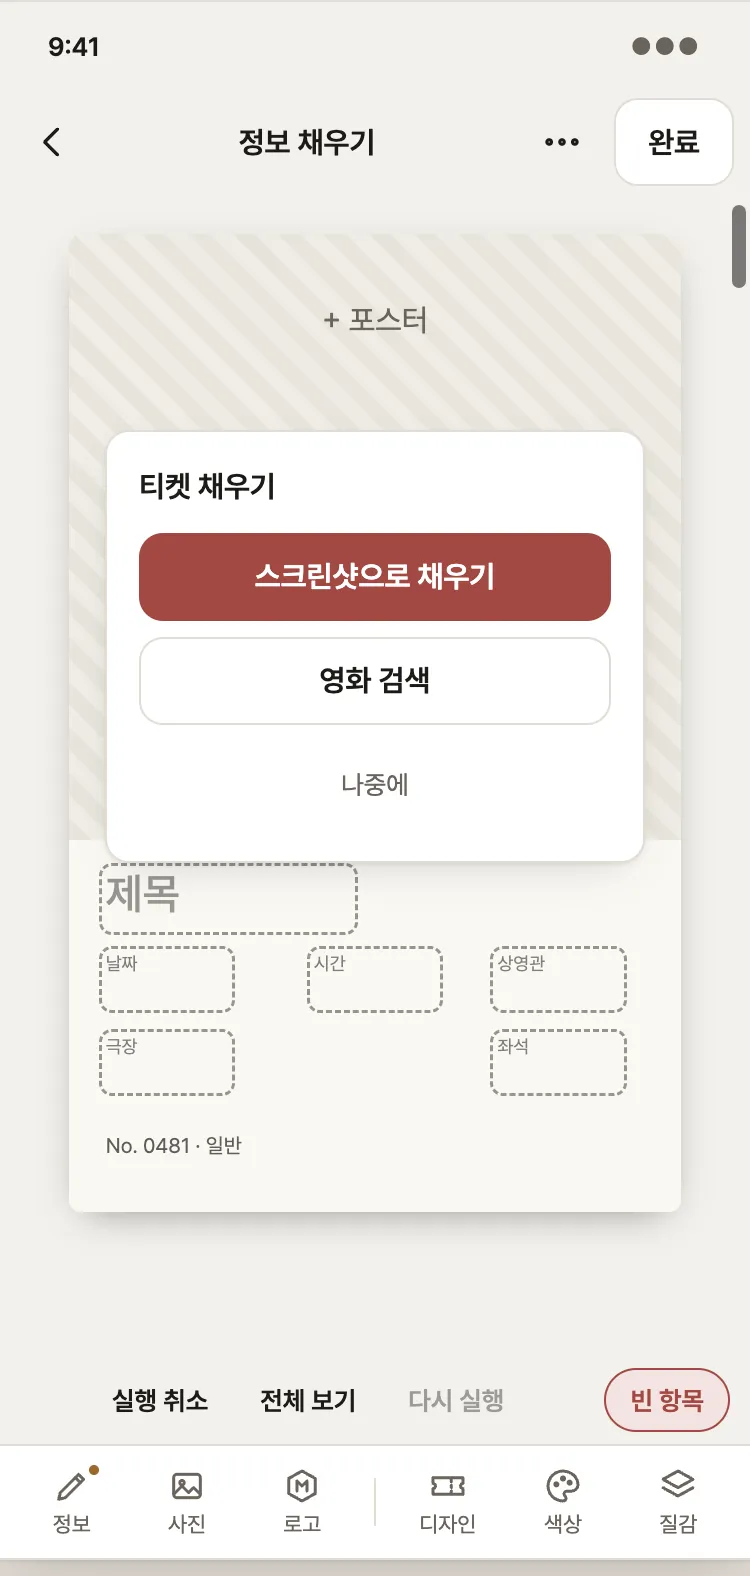 9:41
정보 채우기
완료
+ 포스터
티켓 채우기
스크린샷으로 채우기
영화 검색
나중에
제목
날짜 시간 상영관
극장 좌석
No. 0481 · 일반
실행 취소 전체 보기 다시 실행 빈 항목
정보 사진 로고 디자인 색상 질감